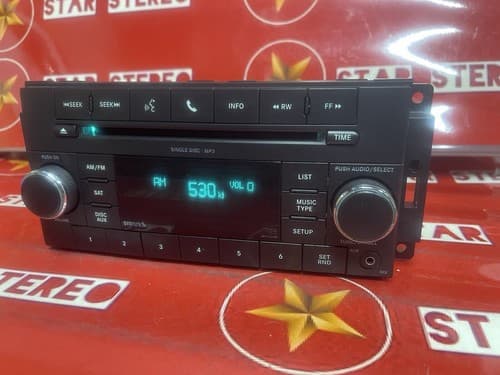 STAR STEREO
STEREO
STAR
|◄◄SEEK SEEK►►| INFO ◄◄ RW FF ►►
TIME
SINGLE DISC · MP3
PUSH ON
PUSH AUDIO/SELECT
AM/FM
SAT
DISC
AUX
AM 530 VOL 0
LIST
MUSIC
TYPE
SETUP
1 2 3 4 5 6 SET
RND
STEREO
STAR S